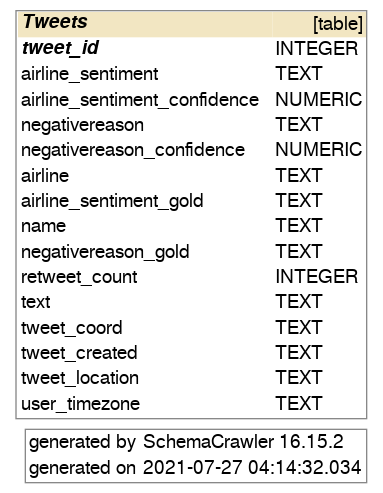 Tweets [table]
tweet_id INTEGER
airline_sentiment TEXT
airline_sentiment_confidence NUMERIC
negativereason TEXT
negativereason_confidence NUMERIC
airline TEXT
airline_sentiment_gold TEXT
name TEXT
negativereason_gold TEXT
retweet_count INTEGER
text TEXT
tweet_coord TEXT
tweet_created TEXT
tweet_location TEXT
user_timezone TEXT
generated by SchemaCrawler 16.15.2
generated on 2021-07-27 04:14:32.034